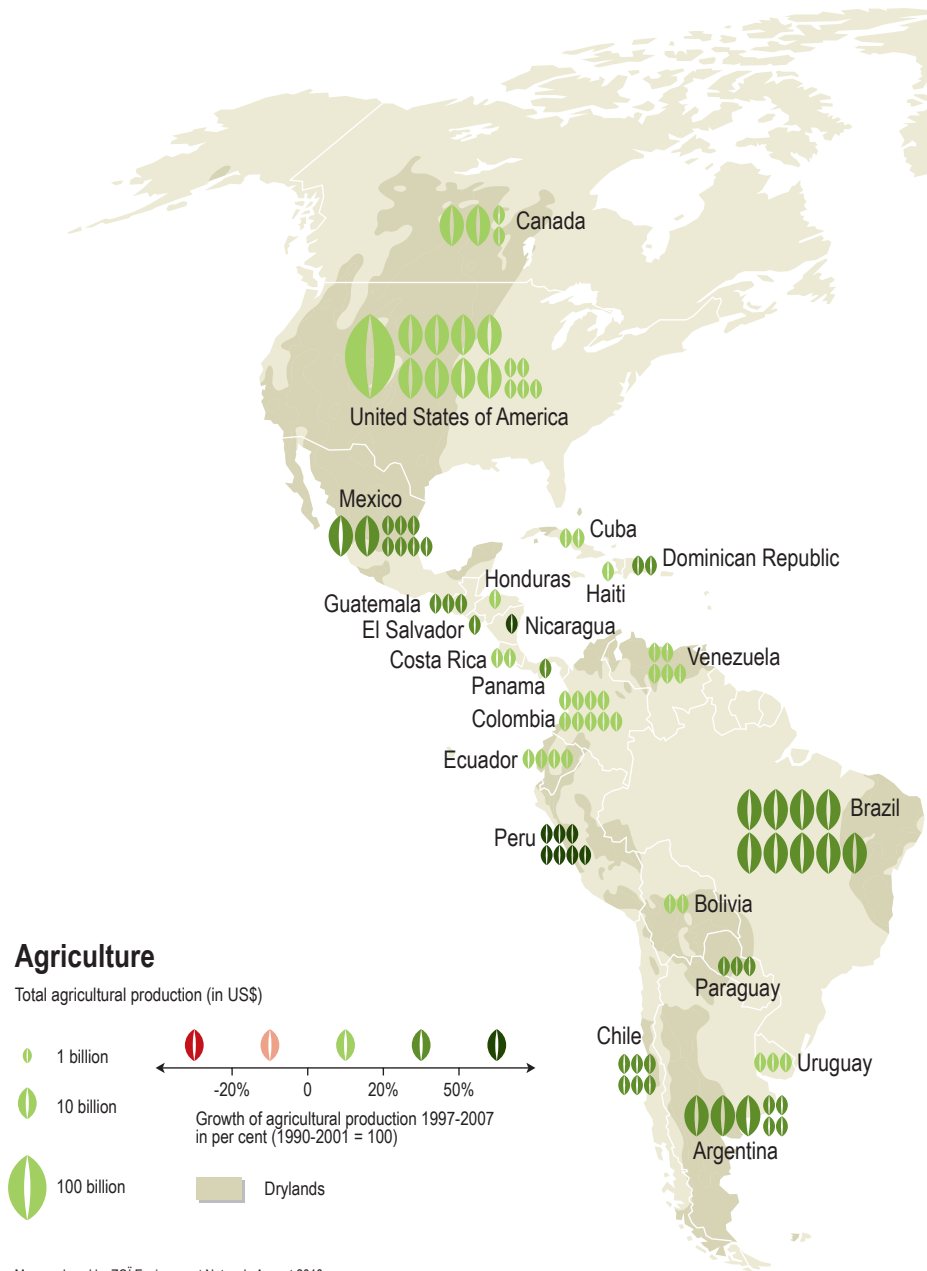 Canada
United States of America
Mexico
Cuba
Dominican Republic
Haiti
Honduras
Guatemala
El Salvador
Nicaragua
Costa Rica
Panama
Venezuela
Colombia
Ecuador
Peru
Brazil
Bolivia
Paraguay
Chile
Uruguay
Argentina
Agriculture
Total agricultural production (in US$)
1 billion
10 billion
100 billion
-20%
0
20%
50%
Growth of agricultural production 1997-2007
in per cent (1990-2001 = 100)
Drylands